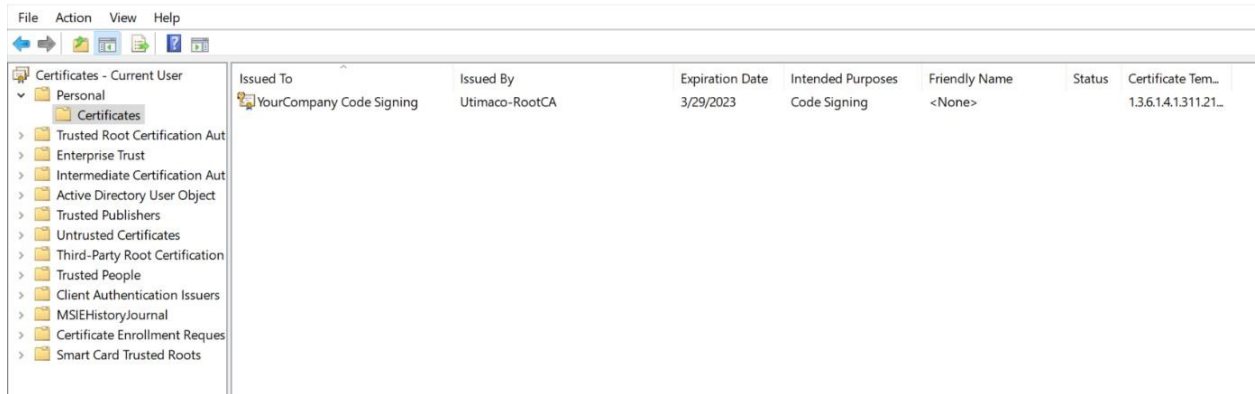 File Action View Help
Certificates - Current User
Personal
Certificates
Trusted Root Certification Aut
Enterprise Trust
Intermediate Certification Aut
Active Directory User Object
Trusted Publishers
Untrusted Certificates
Third-Party Root Certification
Trusted People
Client Authentication Issuers
MSIEHistoryJournal
Certificate Enrollment Reques
Smart Card Trusted Roots
Issued To Issued By Expiration Date Intended Purposes Friendly Name Status Certificate Tem...
YourCompany Code Signing Utimaco-RootCA 3/29/2023 Code Signing <None> 1.3.6.1.4.1.311.21...